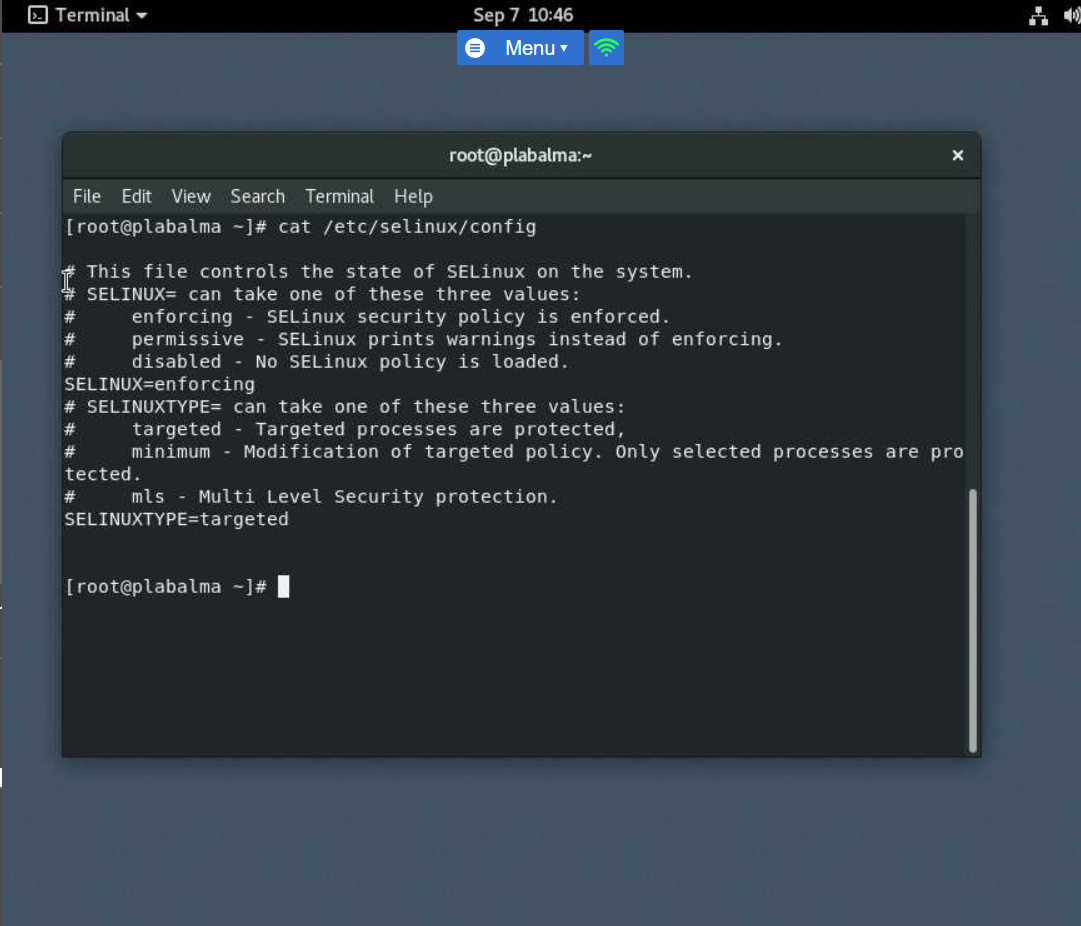 Terminal
Sep 7 10:46
Menu
root@plabalma:~
File Edit View Search Terminal Help
[root@plabalma ~]# cat /etc/selinux/config
# This file controls the state of SELinux on the system.
# SELINUX= can take one of these three values:
#     enforcing - SELinux security policy is enforced.
#     permissive - SELinux prints warnings instead of enforcing.
#     disabled - No SELinux policy is loaded.
SELINUX=enforcing
# SELINUXTYPE= can take one of these three values:
#     targeted - Targeted processes are protected,
#     minimum - Modification of targeted policy. Only selected processes are pro
tected.
#     mls - Multi Level Security protection.
SELINUXTYPE=targeted
[root@plabalma ~]#